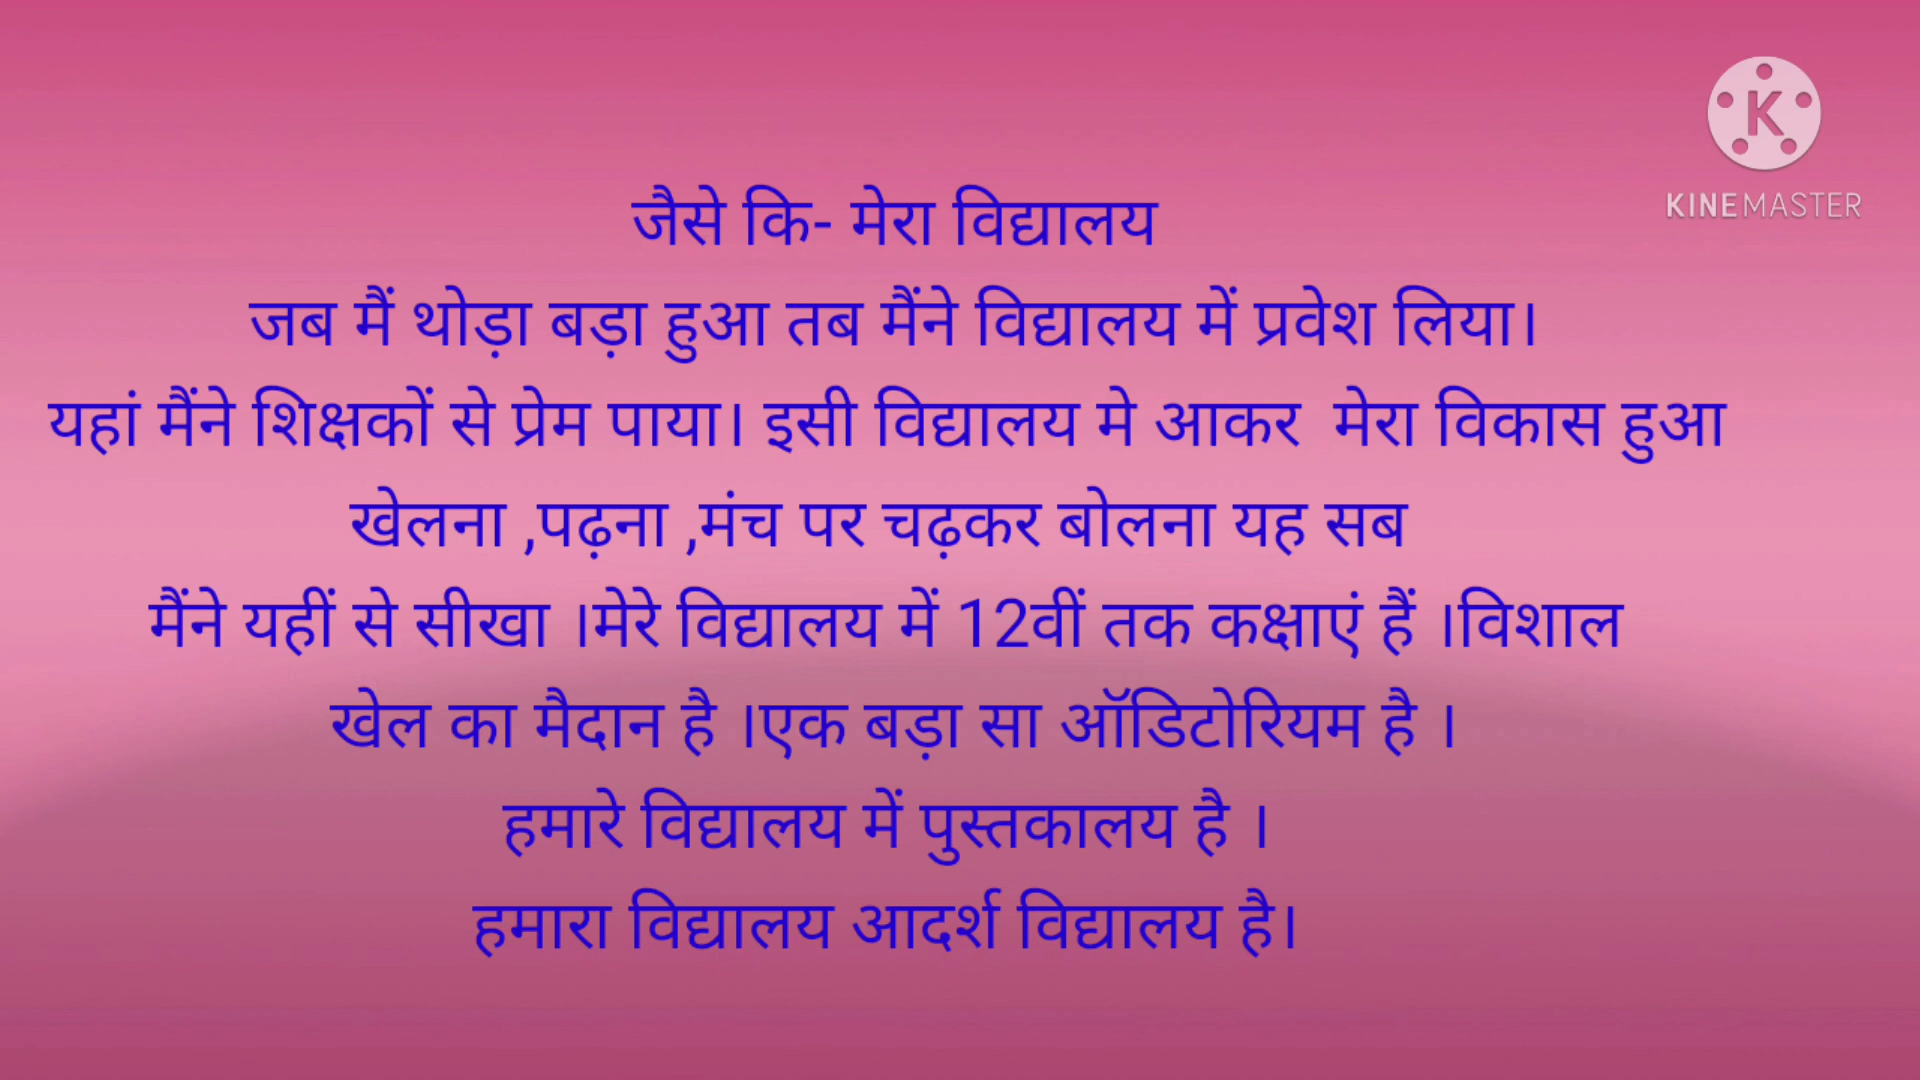 K
KINEMASTER
जैसे कि- मेरा विद्यालय
जब मैं थोड़ा बड़ा हुआ तब मैंने विद्यालय में प्रवेश लिया।
यहां मैंने शिक्षकों से प्रेम पाया। इसी विद्यालय मे आकर  मेरा विकास हुआ
खेलना ,पढ़ना ,मंच पर चढ़कर बोलना यह सब
मैंने यहीं से सीखा ।मेरे विद्यालय में 12वीं तक कक्षाएं हैं ।विशाल
खेल का मैदान है ।एक बड़ा सा ऑडिटोरियम है ।
हमारे विद्यालय में पुस्तकालय है ।
हमारा विद्यालय आदर्श विद्यालय है।